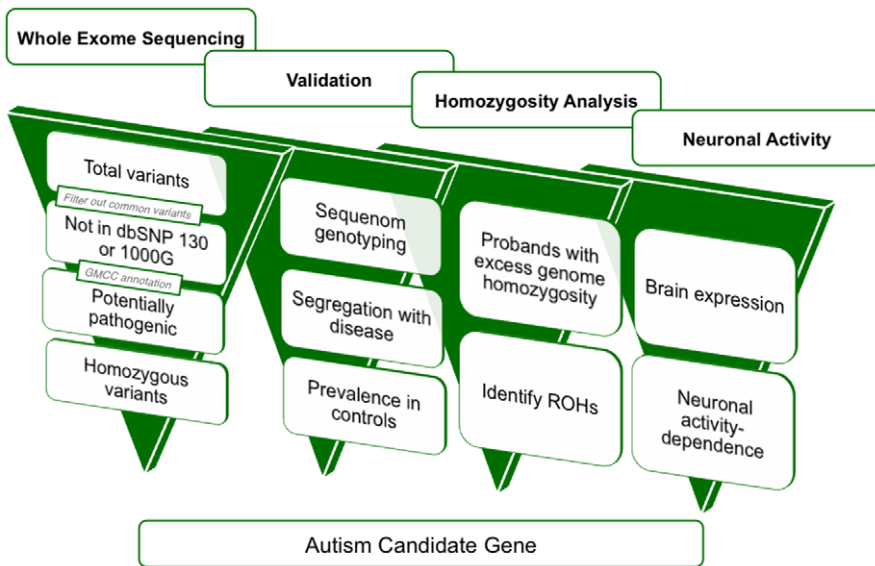 Whole Exome Sequencing
Validation
Homozygosity Analysis
Neuronal Activity
Total variants
Filter out common variants
Not in dbSNP 130
or 1000G
GMCC annotation
Potentially
pathogenic
Homozygous
variants
Sequenom
genotyping
Segregation with
disease
Prevalence in
controls
Probands with
excess genome
homozygosity
Identify ROHs
Brain expression
Neuronal
activity-
dependence
Autism Candidate Gene